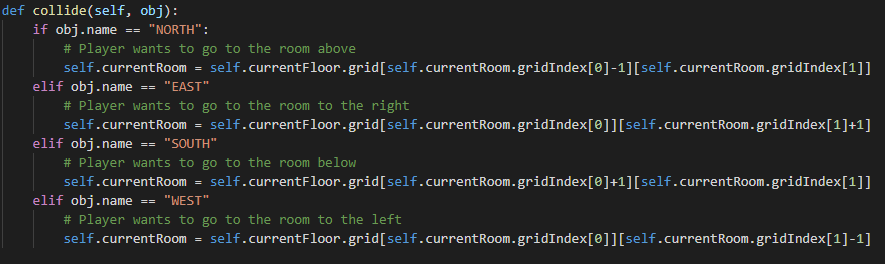 def collide(self, obj):
    if obj.name == "NORTH":
        # Player wants to go to the room above
        self.currentRoom = self.currentFloor.grid[self.currentRoom.gridIndex[0]-1][self.currentRoom.gridIndex[1]]
    elif obj.name == "EAST"
        # Player wants to go to the room to the right
        self.currentRoom = self.currentFloor.grid[self.currentRoom.gridIndex[0]][self.currentRoom.gridIndex[1]+1]
    elif obj.name == "SOUTH"
        # Player wants to go to the room below
        self.currentRoom = self.currentFloor.grid[self.currentRoom.gridIndex[0]+1][self.currentRoom.gridIndex[1]]
    elif obj.name == "WEST"
        # Player wants to go to the room to the left
        self.currentRoom = self.currentFloor.grid[self.currentRoom.gridIndex[0]][self.currentRoom.gridIndex[1]-1]